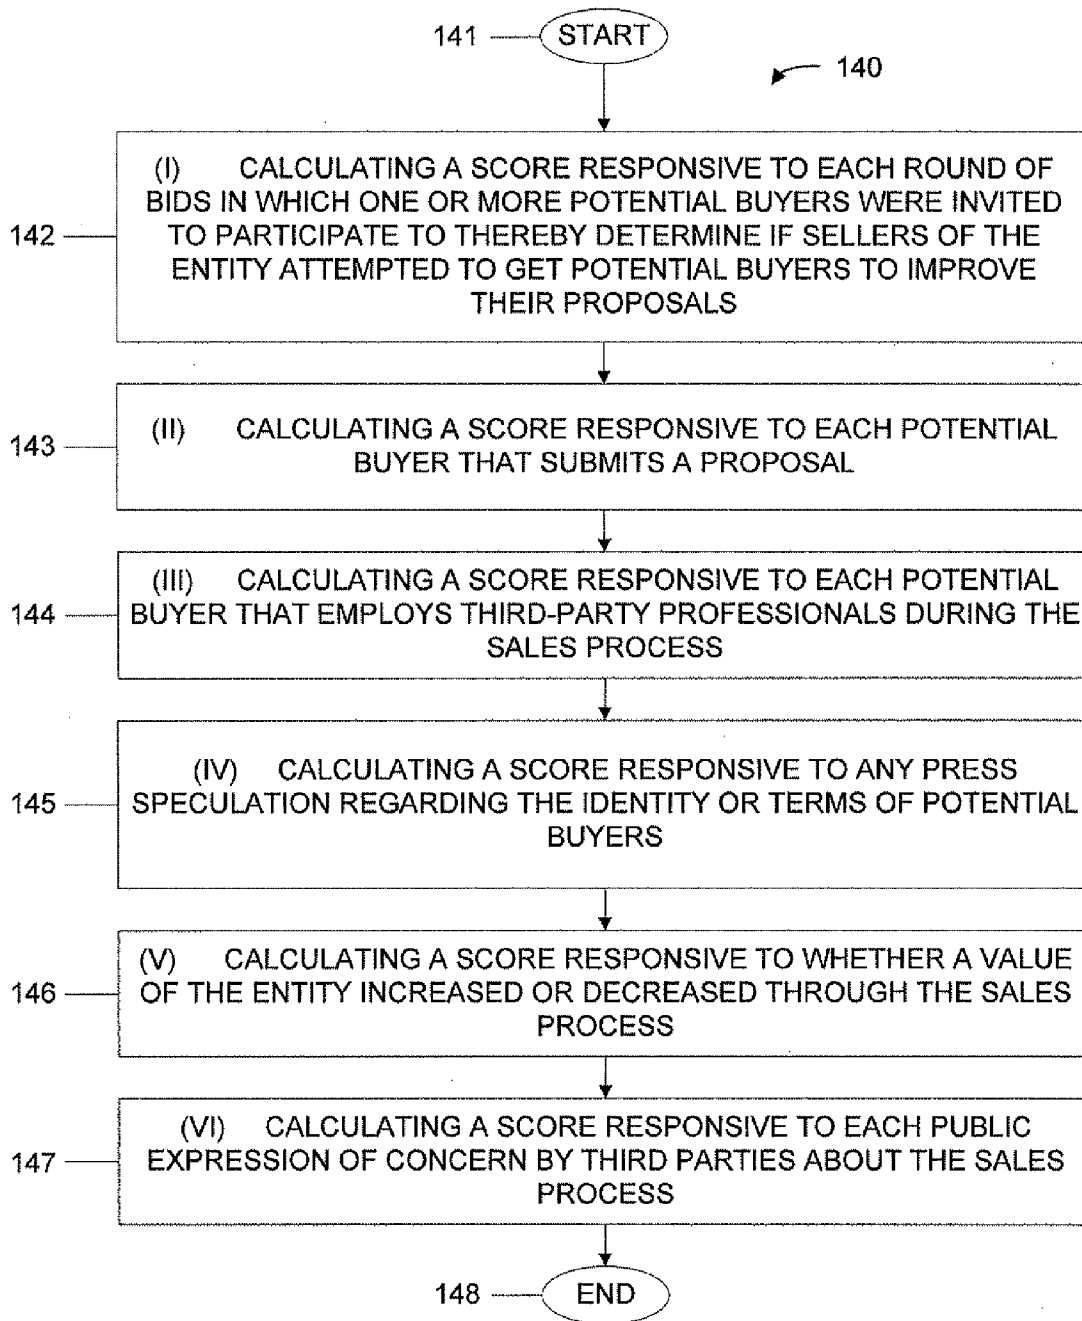 141
START
140
(I) CALCULATING A SCORE RESPONSIVE TO EACH ROUND OF
BIDS IN WHICH ONE OR MORE POTENTIAL BUYERS WERE INVITED
142
TO PARTICIPATE TO THEREBY DETERMINE IF SELLERS OF THE
ENTITY ATTEMPTED TO GET POTENTIAL BUYERS TO IMPROVE
THEIR PROPOSALS
143
(II) CALCULATING A SCORE RESPONSIVE TO EACH POTENTIAL
BUYER THAT SUBMITS A PROPOSAL
(III) CALCULATING A SCORE RESPONSIVE TO EACH POTENTIAL
144
BUYER THAT EMPLOYS THIRD-PARTY PROFESSIONALS DURING THE
SALES PROCESS
(IV) CALCULATING A SCORE RESPONSIVE TO ANY PRESS
145
SPECULATION REGARDING THE IDENTITY OR TERMS OF POTENTIAL
BUYERS
(V) CALCULATING A SCORE RESPONSIVE TO WHETHER A VALUE
146
OF THE ENTITY INCREASED OR DECREASED THROUGH THE SALES
PROCESS
(VI) CALCULATING A SCORE RESPONSIVE TO EACH PUBLIC
147
EXPRESSION OF CONCERN BY THIRD PARTIES ABOUT THE SALES
PROCESS
148
END